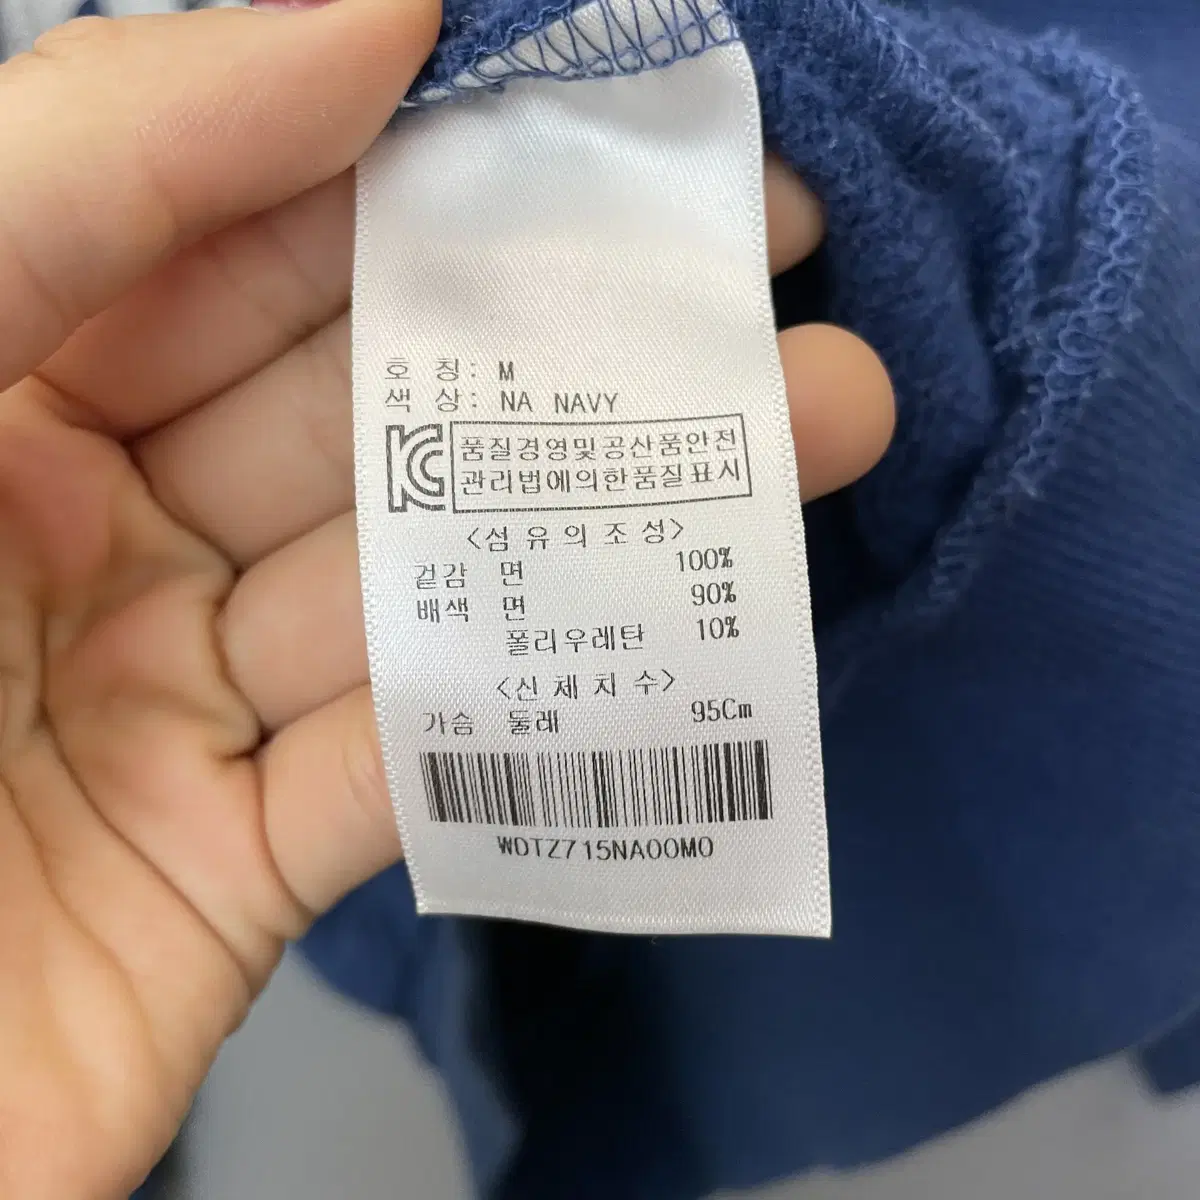 호 칭: M
색 상: NA NAVY
품질경영및공산품안전
관리법에의한품질표시
<섬 유 의 조 성>
겉감 면 100%
배색 면 90%
폴리우레탄 10%
<신 체 치 수>
가슴 둘레 95Cm
WDTZ715NA00M0